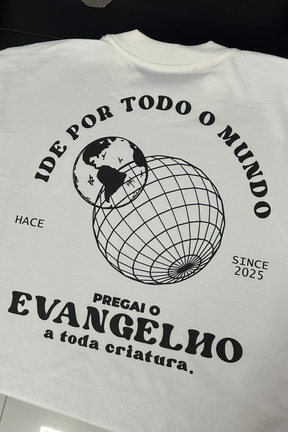 IDE POR TODO O MUNDO
HACE
SINCE
2025
PREGAI O
EVANGELHO
a toda criatura.